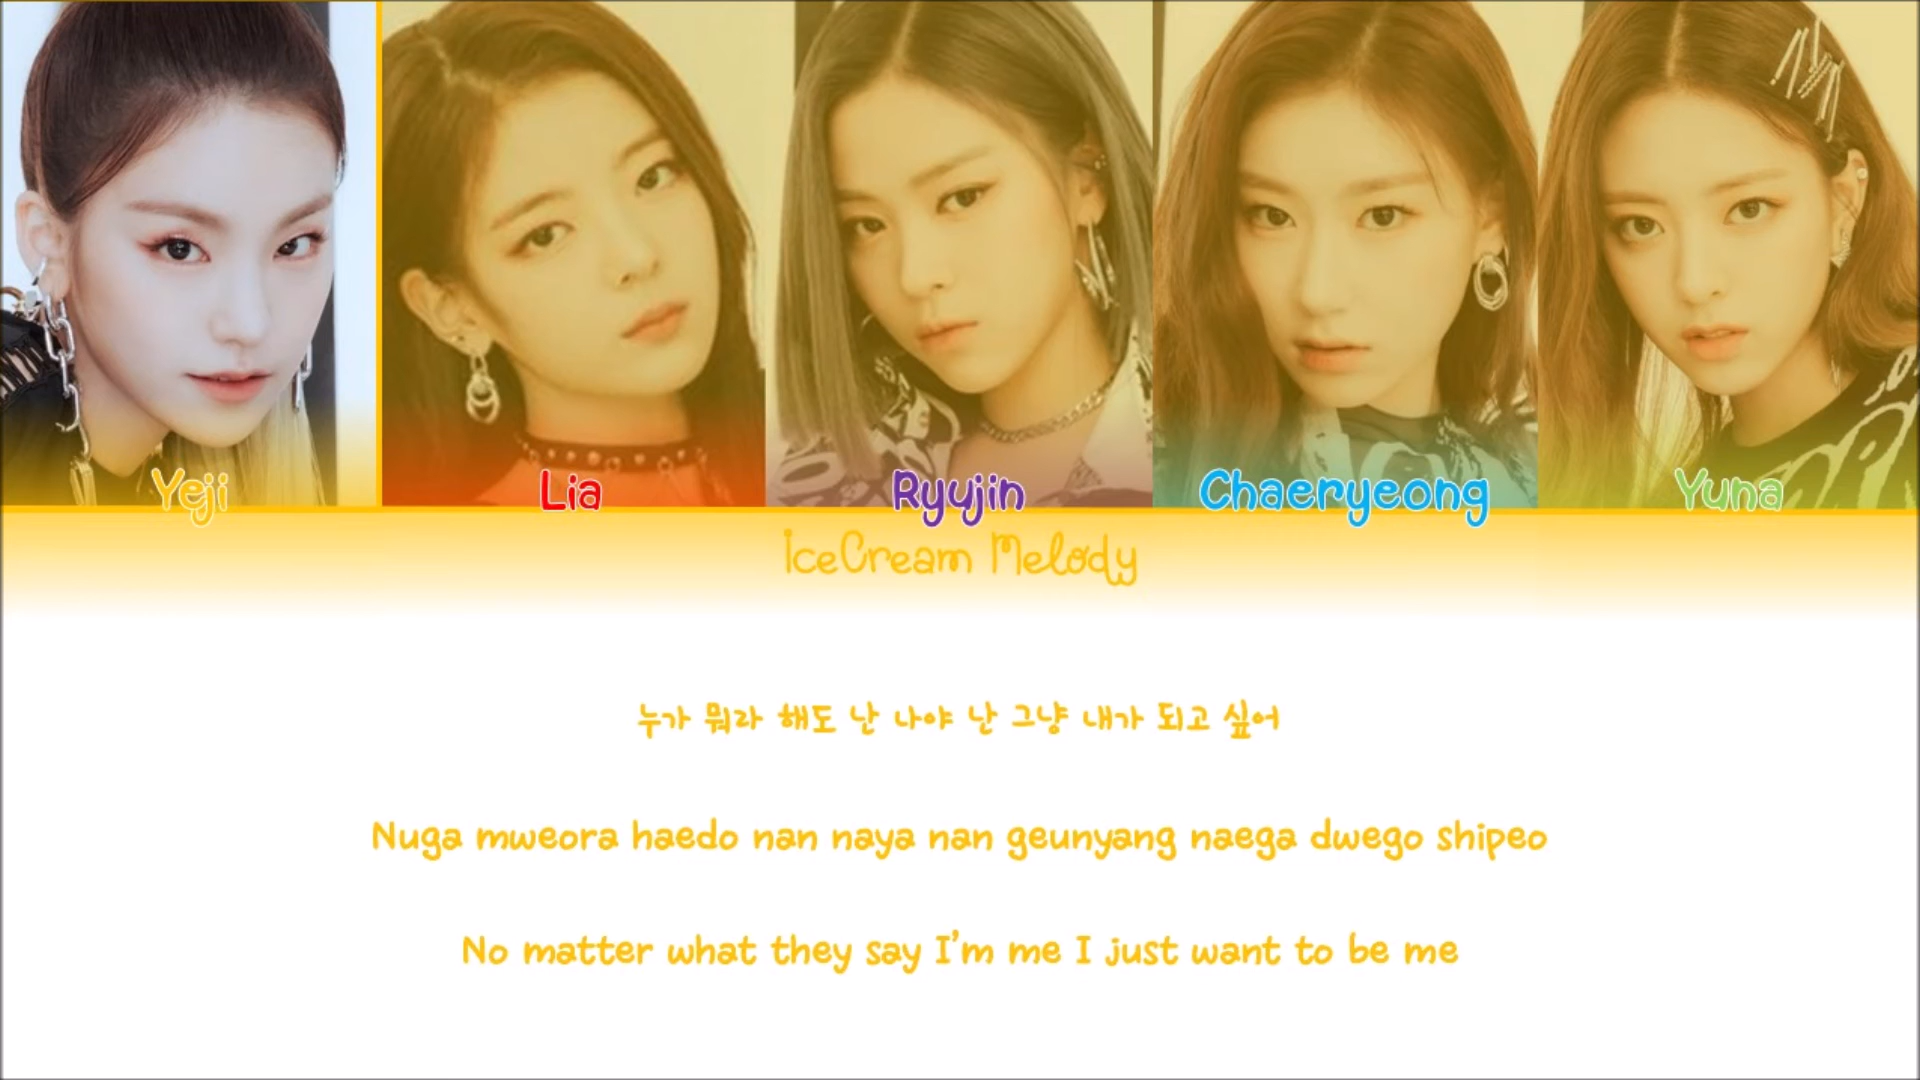 Yeji Lia Ryujin Chaeryeong Yuna
IceCream Melody
누가 뭐라 해도 난 나야 난 그냥 내가 되고 싶어
Nuga mweora haedo nan naya nan geunyang naega dwego shipeo
No matter what they say I'm me I just want to be me